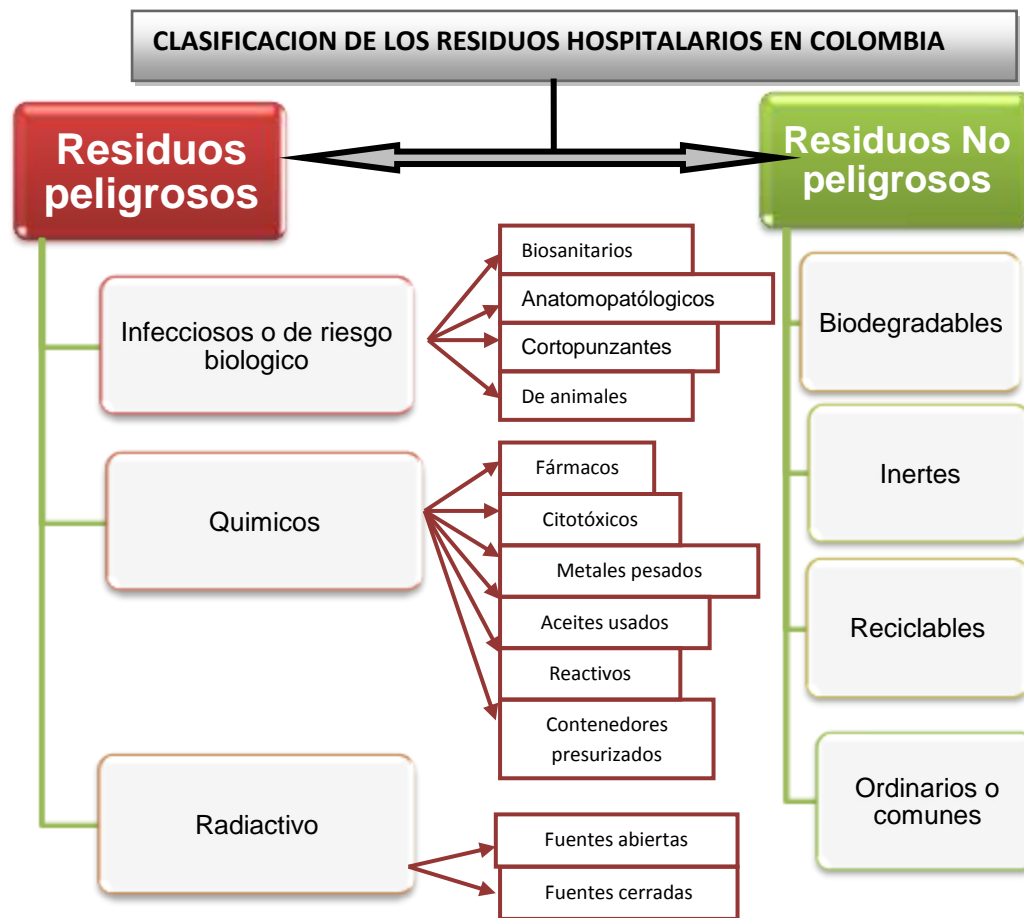 CLASIFICACION DE LOS RESIDUOS HOSPITALARIOS EN COLOMBIA
Residuos
peligrosos
Infecciosos o de riesgo
biologico
Biosanitarios
Anatomopatólogicos
Cortopunzantes
De animales
Quimicos
Fármacos
Citotóxicos
Metales pesados
Aceites usados
Reactivos
Contenedores
presurizados
Radiactivo
Fuentes abiertas
Fuentes cerradas
Residuos No
peligrosos
Biodegradables
Inertes
Reciclables
Ordinarios o
comunes